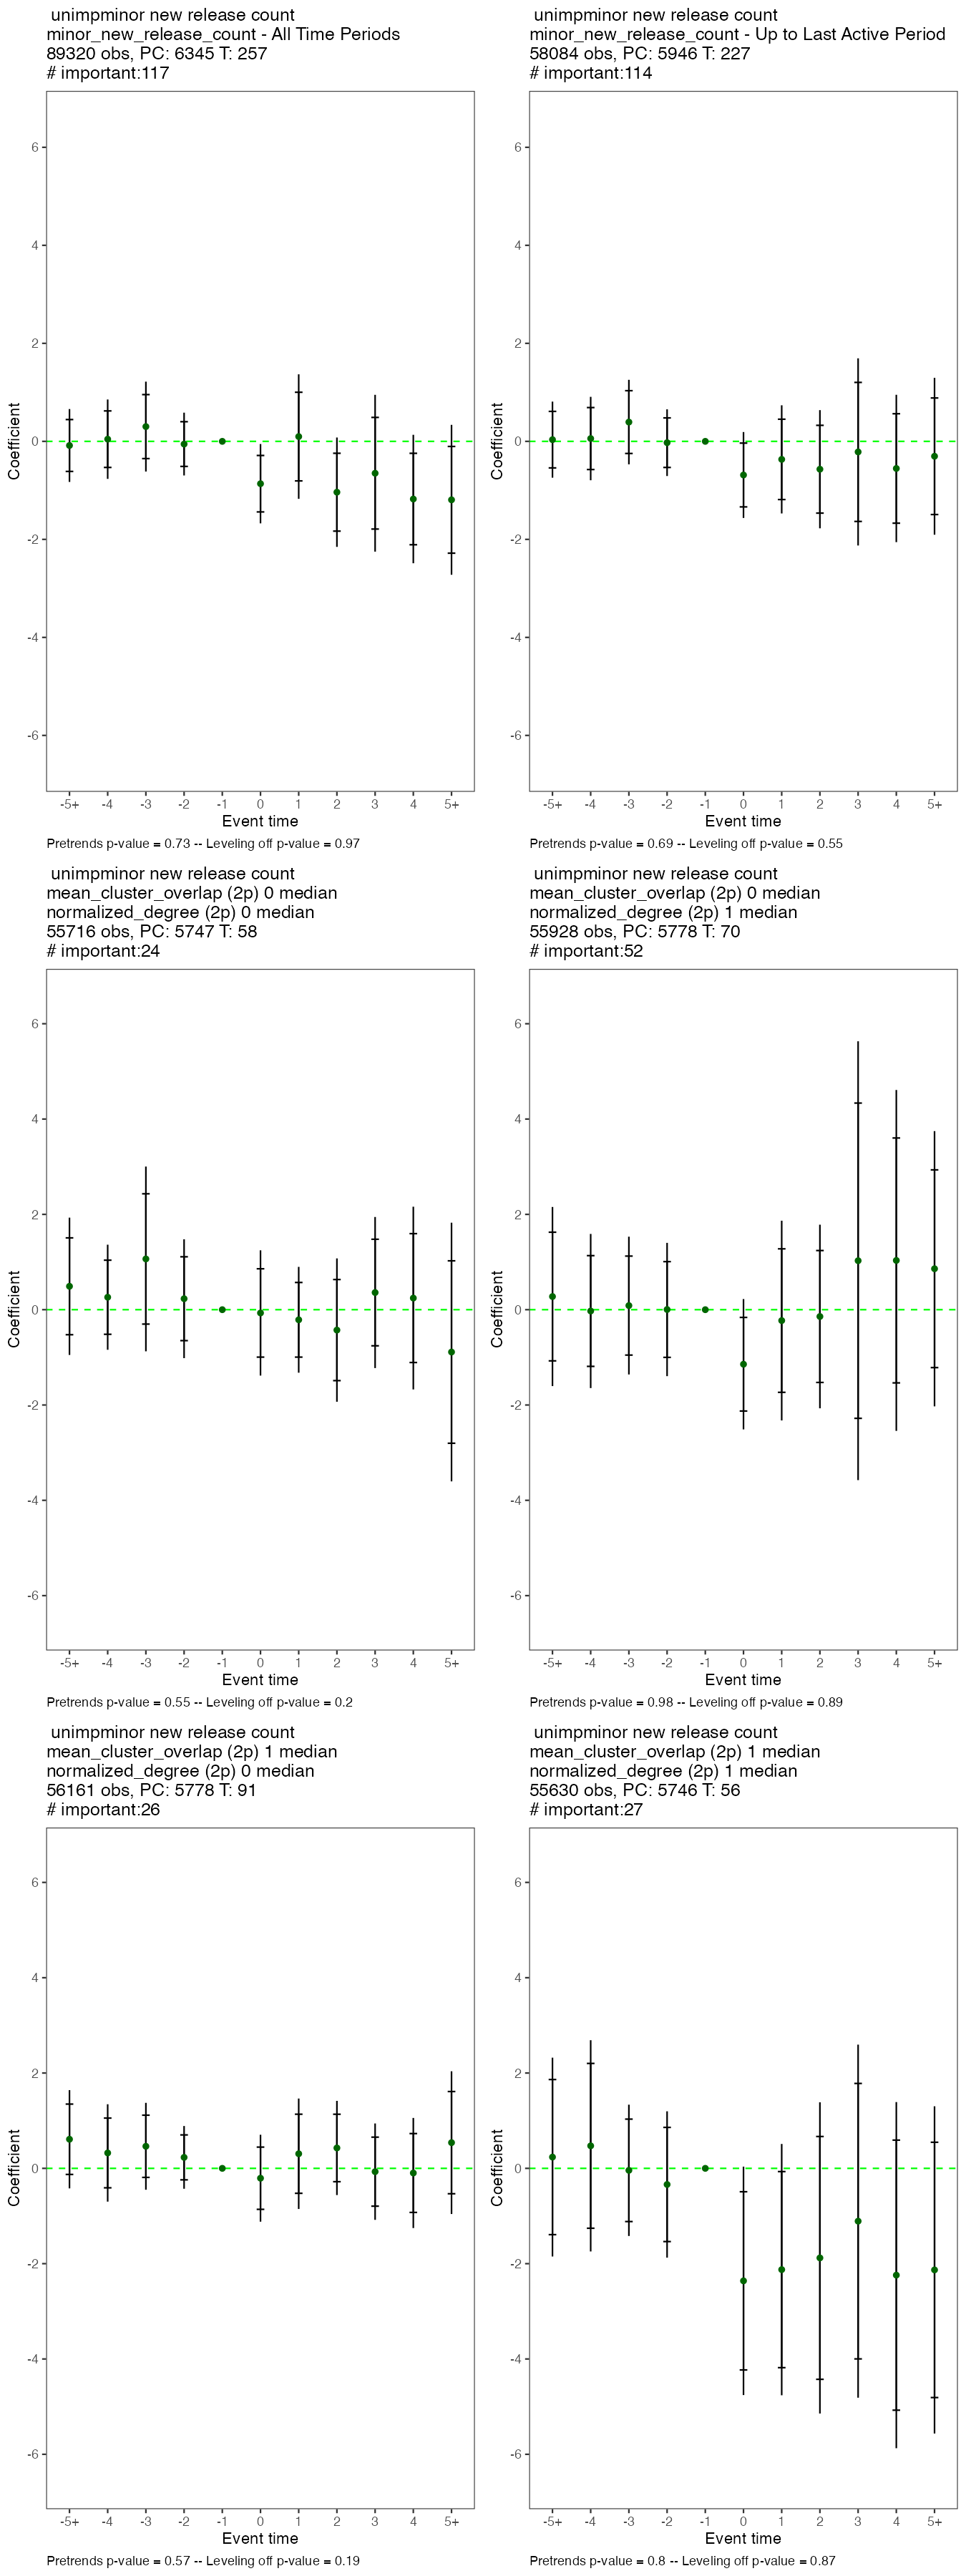 unimpminor new release count
minor_new_release_count - All Time Periods
89320 obs, PC: 6345 T: 257
# important:117
Coefficient
6
4
2
0
-2
-4
-6
-5+ -4 -3 -2 -1 0 1 2 3 4 5+
Event time
Pretrends p-value = 0.73 -- Leveling off p-value = 0.97
unimpminor new release count
minor_new_release_count - Up to Last Active Period
58084 obs, PC: 5946 T: 227
# important:114
Coefficient
6
4
2
0
-2
-4
-6
-5+ -4 -3 -2 -1 0 1 2 3 4 5+
Event time
Pretrends p-value = 0.69 -- Leveling off p-value = 0.55
unimpminor new release count
mean_cluster_overlap (2p) 0 median
normalized_degree (2p) 0 median
55716 obs, PC: 5747 T: 58
# important:24
Coefficient
6
4
2
0
-2
-4
-6
-5+ -4 -3 -2 -1 0 1 2 3 4 5+
Event time
Pretrends p-value = 0.55 -- Leveling off p-value = 0.2
unimpminor new release count
mean_cluster_overlap (2p) 0 median
normalized_degree (2p) 1 median
55928 obs, PC: 5778 T: 70
# important:52
Coefficient
6
4
2
0
-2
-4
-6
-5+ -4 -3 -2 -1 0 1 2 3 4 5+
Event time
Pretrends p-value = 0.98 -- Leveling off p-value = 0.89
unimpminor new release count
mean_cluster_overlap (2p) 1 median
normalized_degree (2p) 0 median
56161 obs, PC: 5778 T: 91
# important:26
Coefficient
6
4
2
0
-2
-4
-6
-5+ -4 -3 -2 -1 0 1 2 3 4 5+
Event time
Pretrends p-value = 0.57 -- Leveling off p-value = 0.19
unimpminor new release count
mean_cluster_overlap (2p) 1 median
normalized_degree (2p) 1 median
55630 obs, PC: 5746 T: 56
# important:27
Coefficient
6
4
2
0
-2
-4
-6
-5+ -4 -3 -2 -1 0 1 2 3 4 5+
Event time
Pretrends p-value = 0.8 -- Leveling off p-value = 0.87